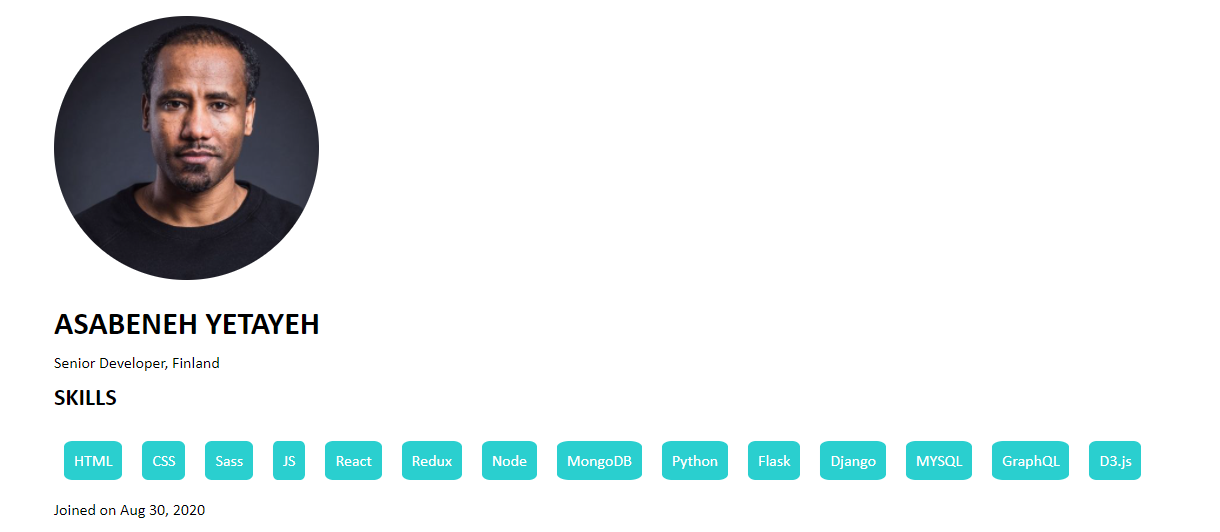 ASABENEH YETAYEH
Senior Developer, Finland
SKILLS
HTML CSS Sass JS React Redux Node MongoDB Python Flask Django MYSQL GraphQL D3.js
Joined on Aug 30, 2020